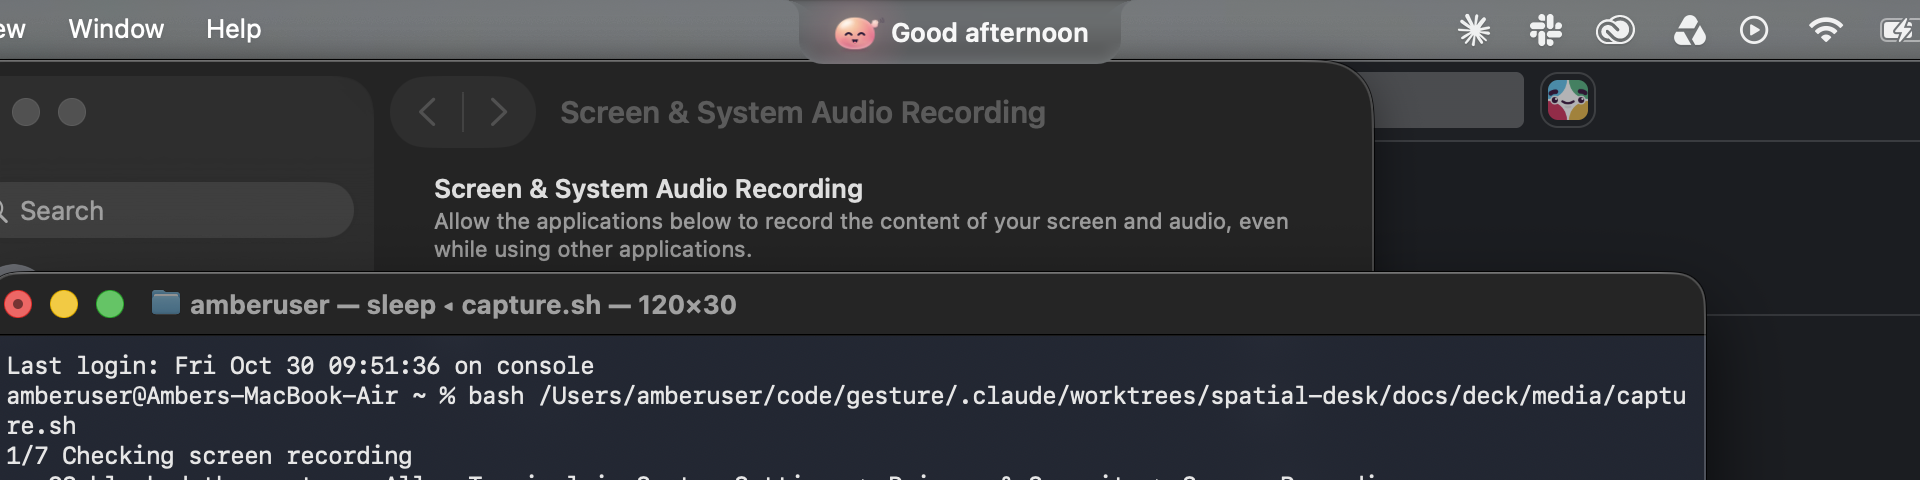 Window Help
Good afternoon
Screen & System Audio Recording
Search
Screen & System Audio Recording
Allow the applications below to record the content of your screen and audio, even
while using other applications.
amberuser — sleep ◂ capture.sh — 120×30
Last login: Fri Oct 30 09:51:36 on console
amberuser@Ambers-MacBook-Air ~ % bash /Users/amberuser/code/gesture/.claude/worktrees/spatial-desk/docs/deck/media/captu
re.sh
1/7 Checking screen recording